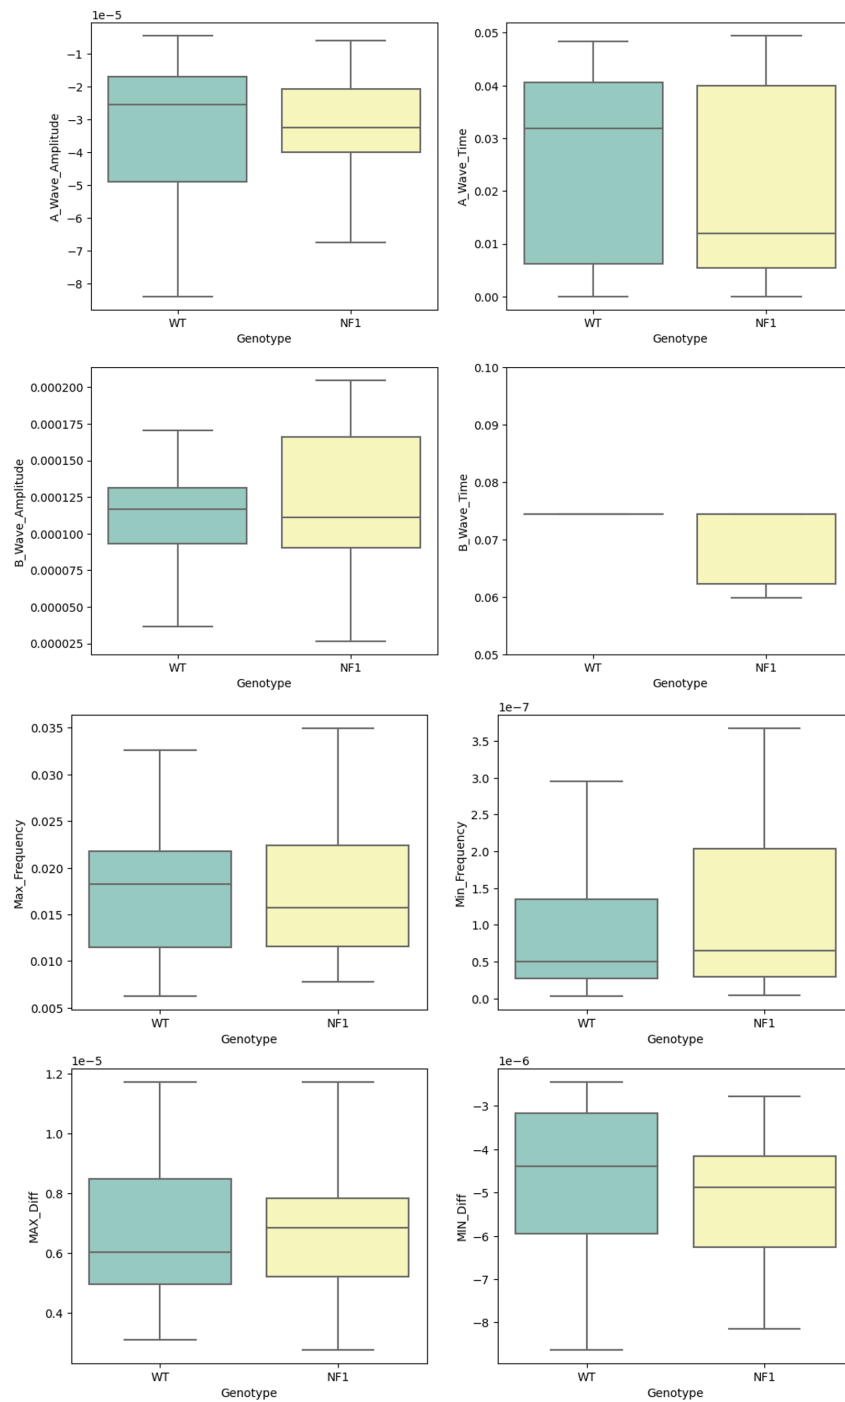 1e−5
A_Wave_Amplitude
−1
−2
−3
−4
−5
−6
−7
−8
WT
NF1
Genotype
A_Wave_Time
0.05
0.04
0.03
0.02
0.01
0.00
WT
NF1
Genotype
B_Wave_Amplitude
0.000200
0.000175
0.000150
0.000125
0.000100
0.000075
0.000050
0.000025
WT
NF1
Genotype
B_Wave_Time
0.10
0.09
0.08
0.07
0.06
0.05
WT
NF1
Genotype
Max_Frequency
0.035
0.030
0.025
0.020
0.015
0.010
0.005
WT
NF1
Genotype
1e−7
Min_Frequency
3.5
3.0
2.5
2.0
1.5
1.0
0.5
0.0
WT
NF1
Genotype
1e−5
MAX_Diff
1.2
1.0
0.8
0.6
0.4
WT
NF1
Genotype
1e−6
MIN_Diff
−3
−4
−5
−6
−7
−8
WT
NF1
Genotype